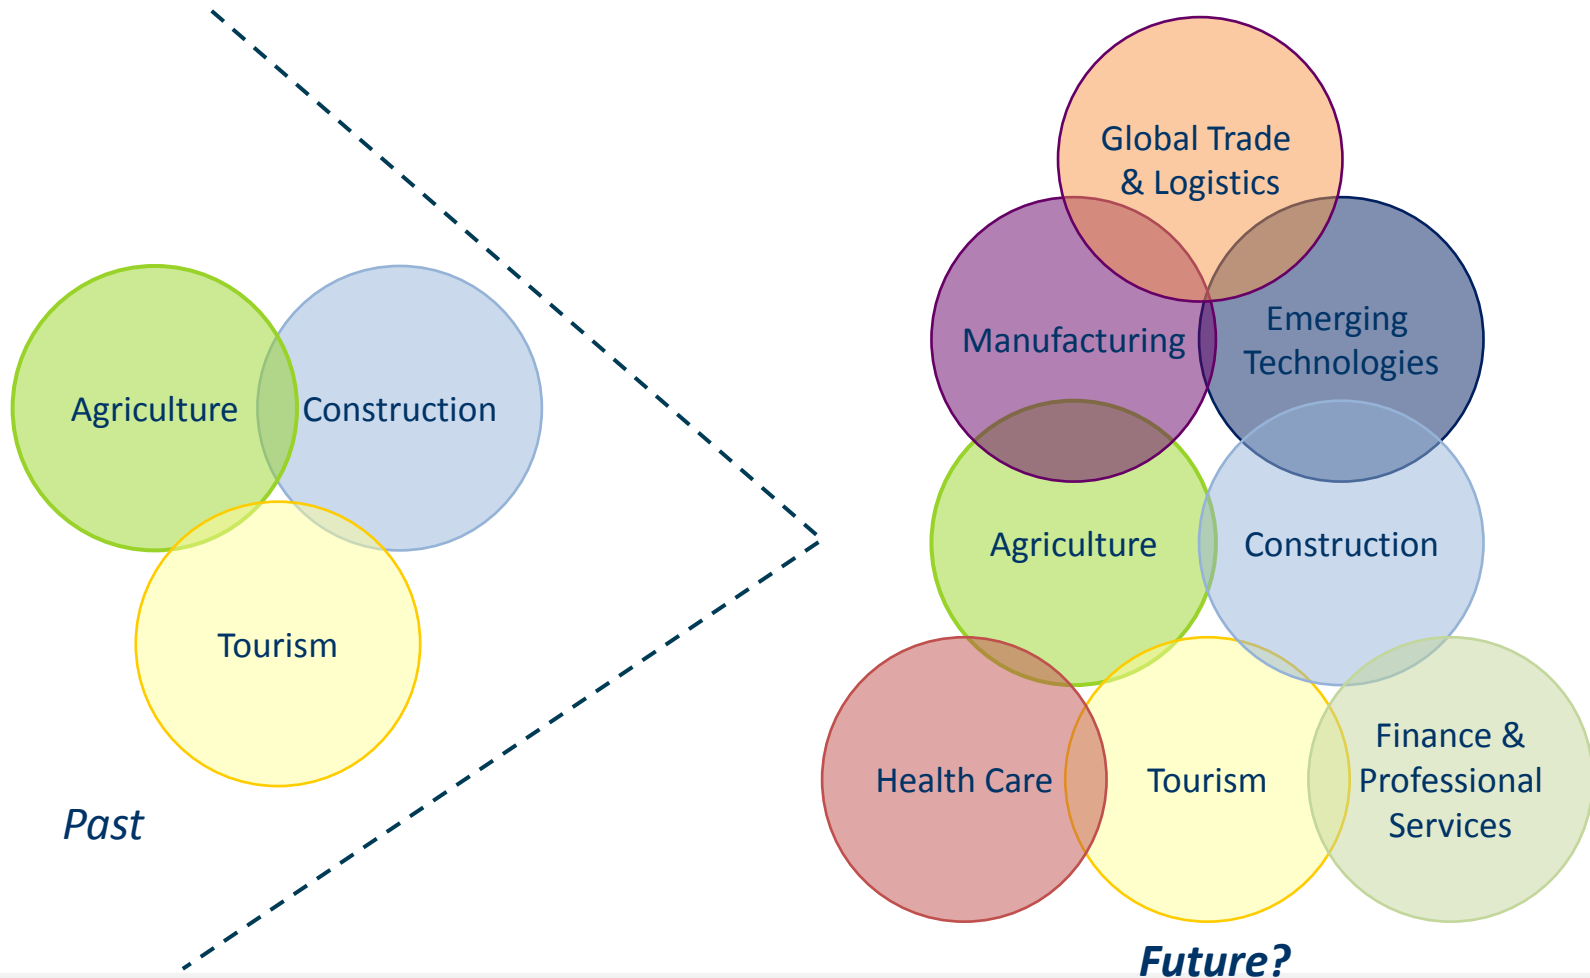 Agriculture
Construction
Tourism
Past
Global Trade
& Logistics
Manufacturing
Emerging
Technologies
Agriculture
Construction
Health Care
Tourism
Finance &
Professional
Services
Future?